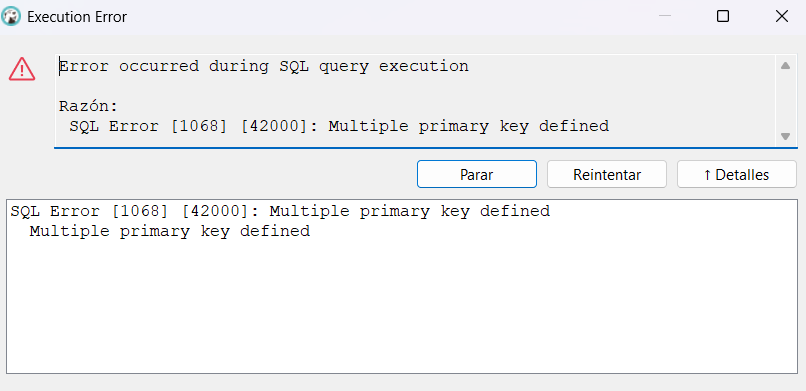 Execution Error
Error occurred during SQL query execution
Razón:
SQL Error [1068] [42000]: Multiple primary key defined
Parar
Reintentar
↑ Detalles
SQL Error [1068] [42000]: Multiple primary key defined
Multiple primary key defined